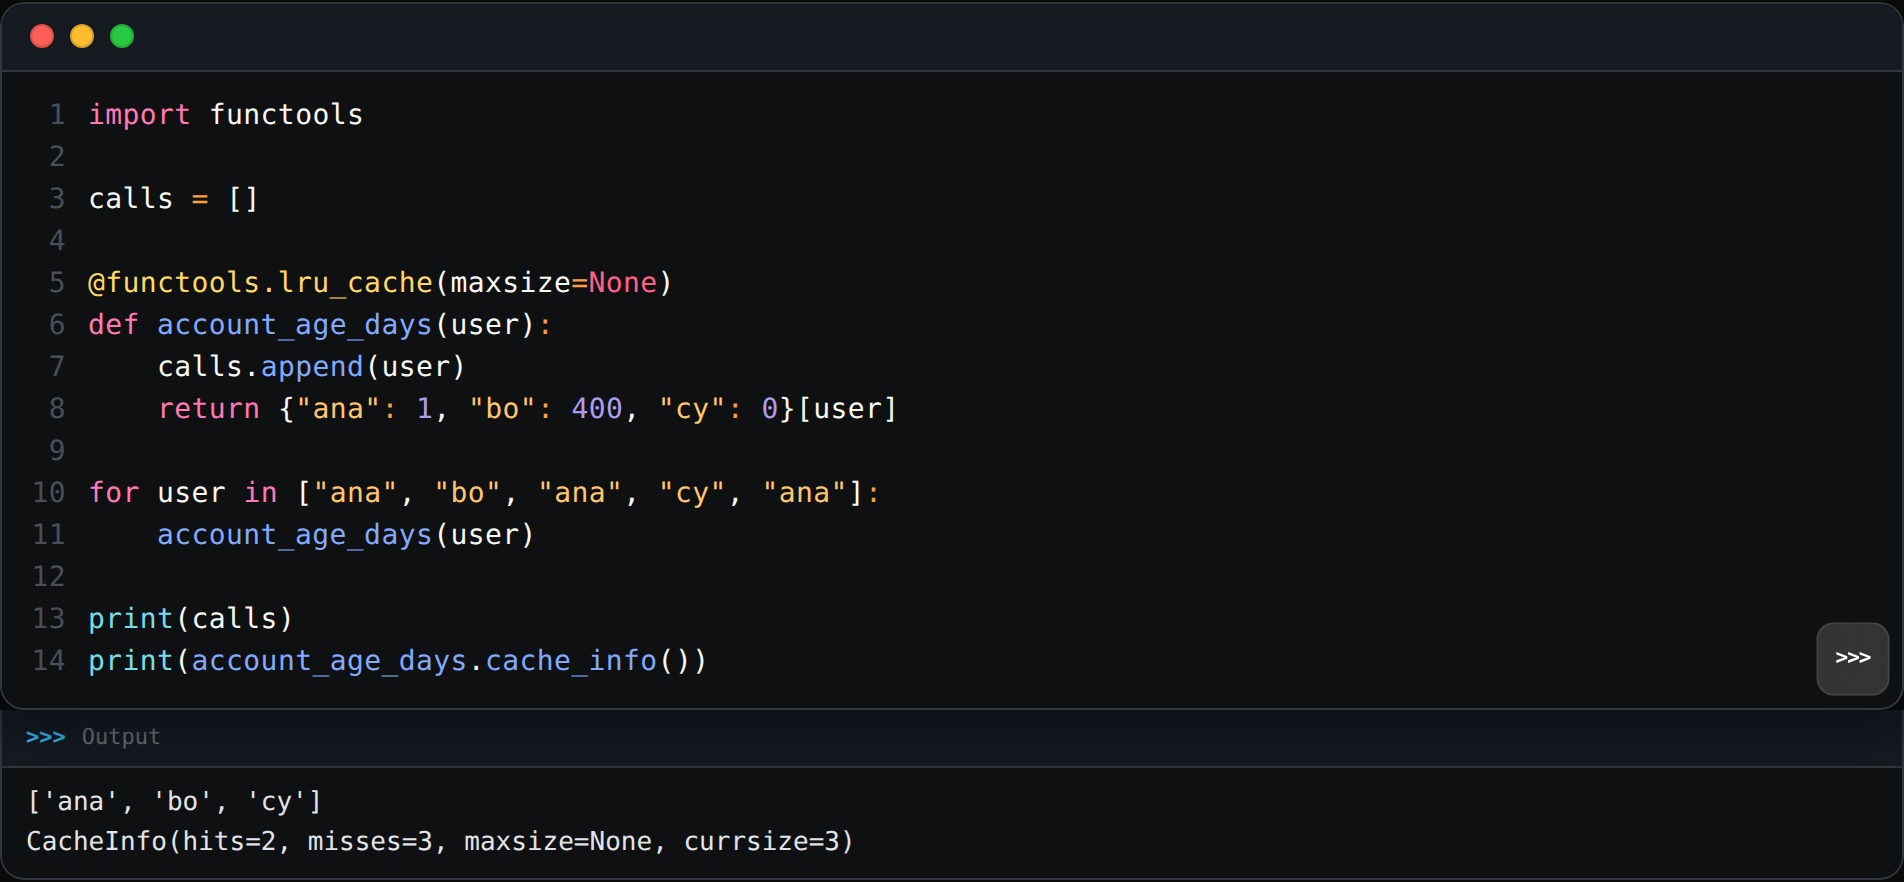 1 import functools
2
3 calls = []
4
5 @functools.lru_cache(maxsize=None)
6 def account_age_days(user):
7     calls.append(user)
8     return {"ana": 1, "bo": 400, "cy": 0}[user]
9
10 for user in ["ana", "bo", "ana", "cy", "ana"]:
11     account_age_days(user)
12
13 print(calls)
14 print(account_age_days.cache_info())
>>>
>>> Output
['ana', 'bo', 'cy']
CacheInfo(hits=2, misses=3, maxsize=None, currsize=3)